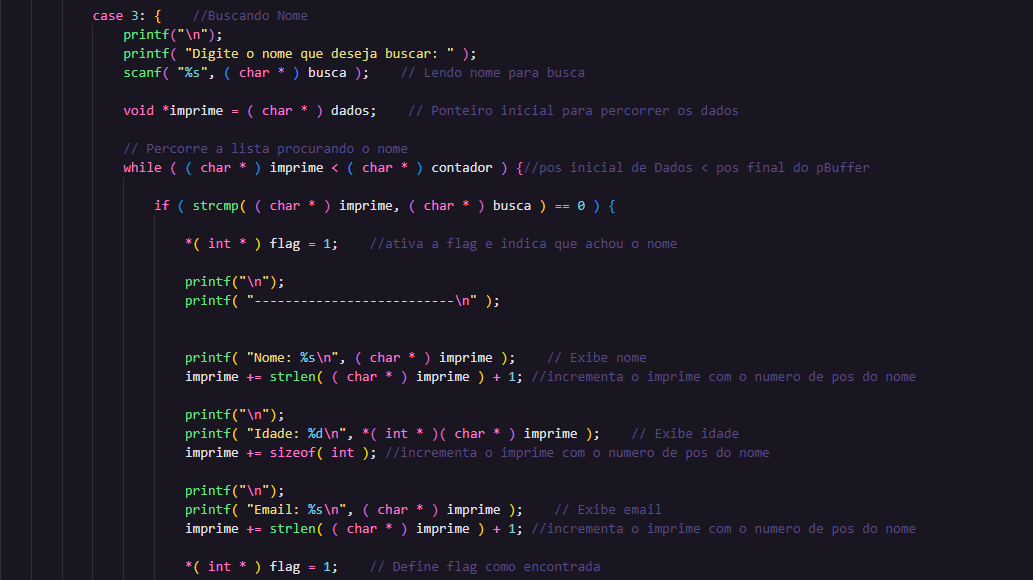 case 3: {    //Buscando Nome
printf("\n");
printf( "Digite o nome que deseja buscar: " );
scanf( "%s", ( char * ) busca );    // Lendo nome para busca
void *imprime = ( char * ) dados;    // Ponteiro inicial para percorrer os dados
// Percorre a lista procurando o nome
while ( ( char * ) imprime < ( char * ) contador ) {//pos inicial de Dados < pos final do pBuffer
if ( strcmp( ( char * ) imprime, ( char * ) busca ) == 0 ) {
*( int * ) flag = 1;    //ativa a flag e indica que achou o nome
printf("\n");
printf( "--------------------------\n" );
printf( "Nome: %s\n", ( char * ) imprime );    // Exibe nome
imprime += strlen( ( char * ) imprime ) + 1; //incrementa o imprime com o numero de pos do nome
printf("\n");
printf( "Idade: %d\n", *( int * )( char * ) imprime );    // Exibe idade
imprime += sizeof( int ); //incrementa o imprime com o numero de pos do nome
printf("\n");
printf( "Email: %s\n", ( char * ) imprime );    // Exibe email
imprime += strlen( ( char * ) imprime ) + 1; //incrementa o imprime com o numero de pos do nome
*( int * ) flag = 1;    // Define flag como encontrada